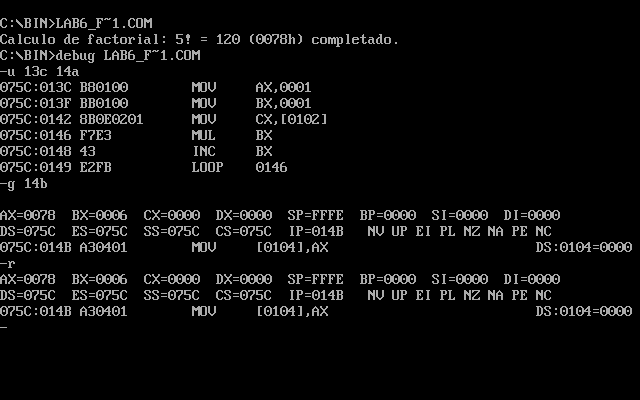 C:\BIN>LAB6_F~1.COM
Calculo de factorial: 5! = 120 (0078h) completado.
C:\BIN>debug LAB6_F~1.COM
-u 13c 14a
075C:013C B80100        MOV     AX,0001
075C:013F BB0100        MOV     BX,0001
075C:0142 8B0E0201      MOV     CX,[0102]
075C:0146 F7E3          MUL     BX
075C:0148 43            INC     BX
075C:0149 E2FB          LOOP    0146
-g 14b
AX=0078  BX=0006  CX=0000  DX=0000  SP=FFFE  BP=0000  SI=0000  DI=0000
DS=075C  ES=075C  SS=075C  CS=075C  IP=014B   NV UP EI PL NZ NA PE NC
075C:014B A30401        MOV     [0104],AX                          DS:0104=0000
-r
AX=0078  BX=0006  CX=0000  DX=0000  SP=FFFE  BP=0000  SI=0000  DI=0000
DS=075C  ES=075C  SS=075C  CS=075C  IP=014B   NV UP EI PL NZ NA PE NC
075C:014B A30401        MOV     [0104],AX                          DS:0104=0000
-